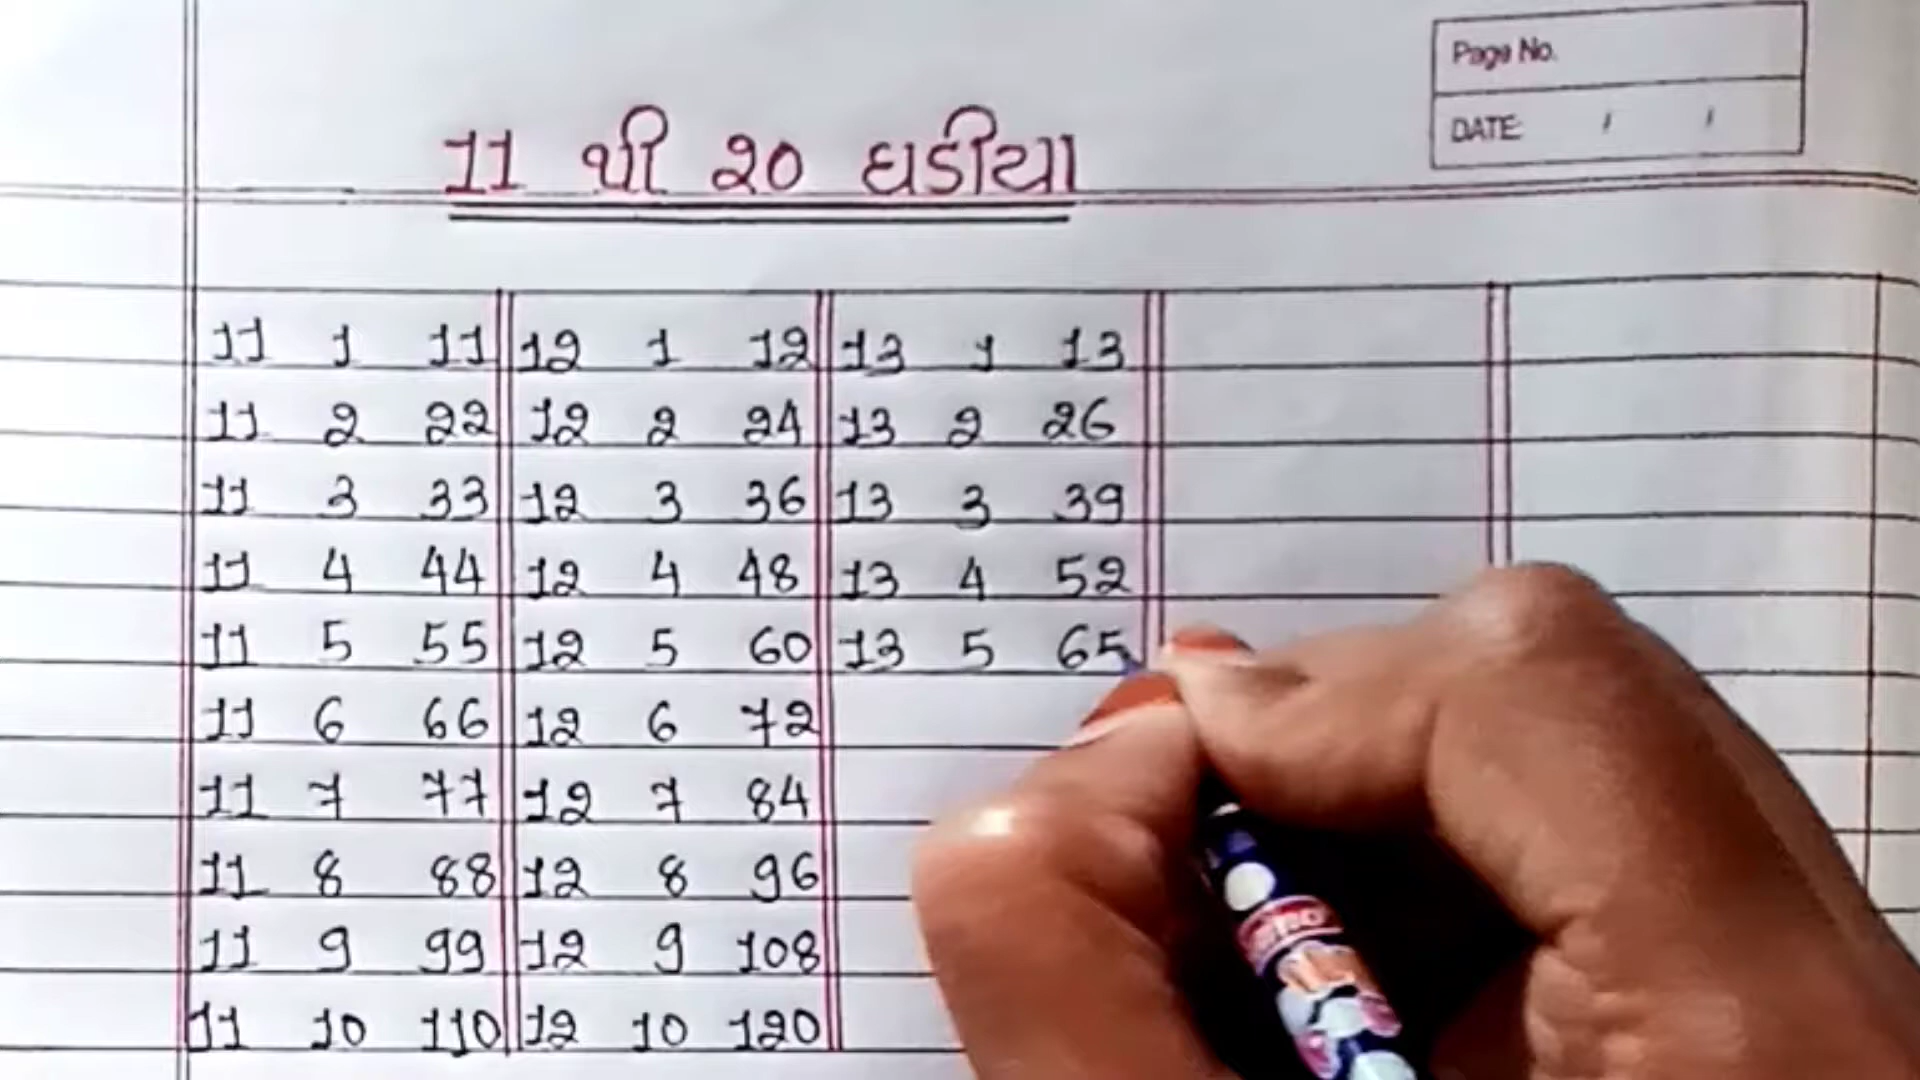 Page No.
DATE: / /
11 થી 20 ઘડીયા
11 1 11 12 1 12 13 1 13
11 2 22 12 2 24 13 2 26
11 3 33 12 3 36 13 3 39
11 4 44 12 4 48 13 4 52
11 5 55 12 5 60 13 5 65
11 6 66 12 6 72
11 7 77 12 7 84
11 8 88 12 8 96
11 9 99 12 9 108
11 10 110 12 10 120